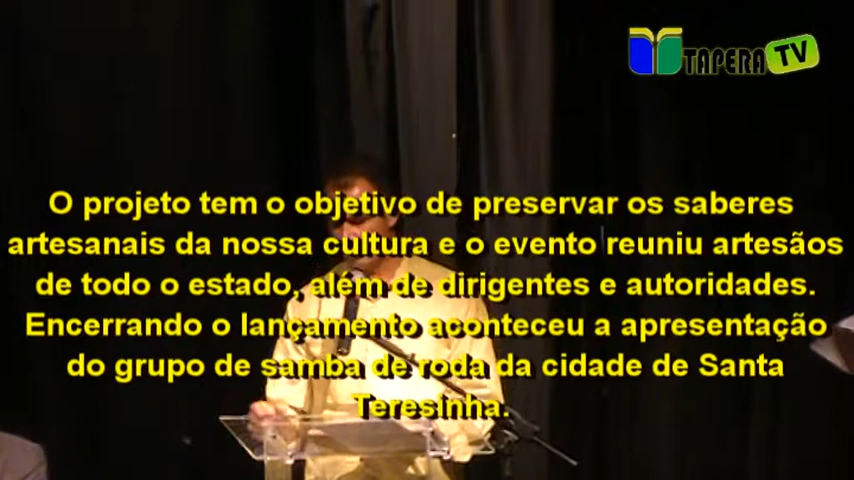 TAPERA TV
O projeto tem o objetivo de preservar os saberes
artesanais da nossa cultura e o evento reuniu artesãos
de todo o estado, além de dirigentes e autoridades.
Encerrando o lançamento aconteceu a apresentação
do grupo de samba de roda da cidade de Santa
Teresinha.